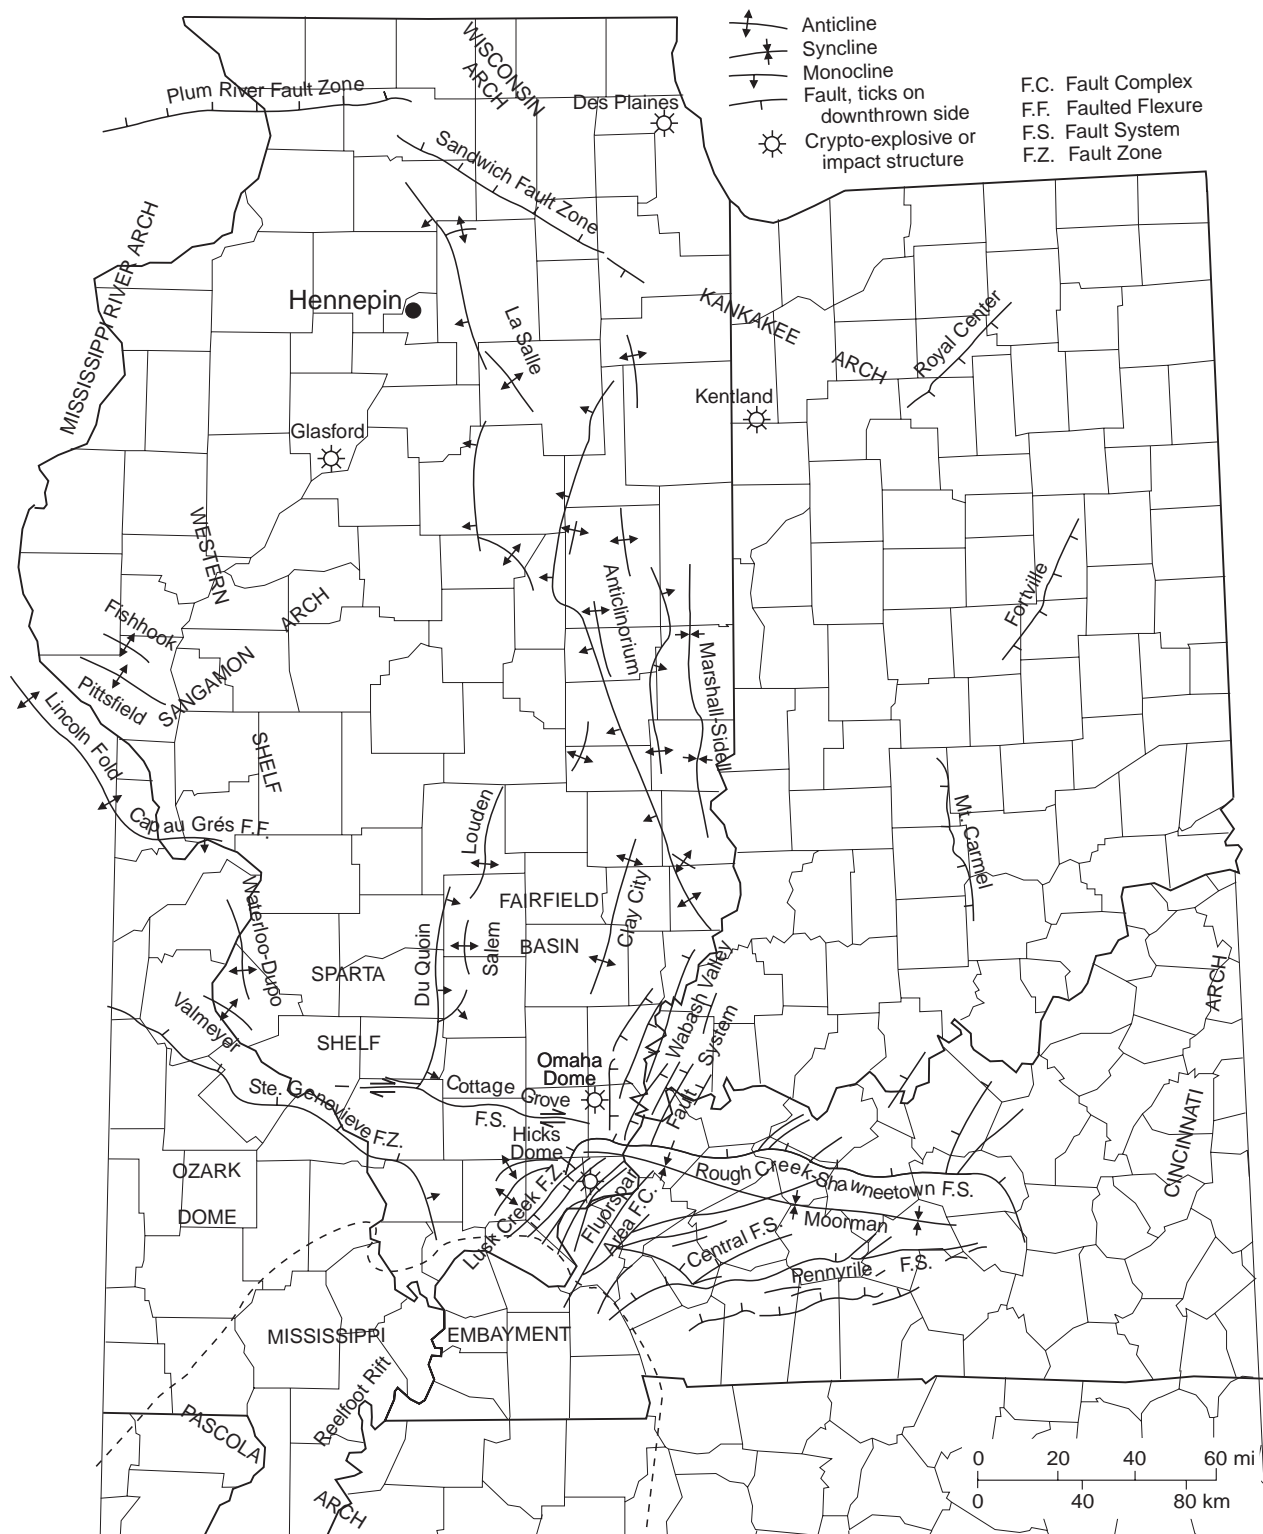 Anticline
Syncline
Monocline
Fault, ticks on
downthrown side
Crypto-explosive or
impact structure
F.C. Fault Complex
F.F. Faulted Flexure
F.S. Fault System
F.Z. Fault Zone
Plum River Fault Zone
WISCONSIN
ARCH
Des Plaines
Sandwich Fault Zone
MISSISSIPPI RIVER ARCH
Hennepin
La Salle
KANKAKEE
ARCH
Royal Center
Kentland
Glasford
WESTERN
Fishhook
ARCH
Anticlinorium
Fortville
Pittsfield
SANGAMON
Marshall-Sidell
Lincoln Fold
SHELF
Cap au Grés F.F.
Louden
Mt. Carmel
Waterloo-Dupo
FAIRFIELD
Clay City
Du Quoin
Salem
BASIN
SPARTA
Valmeyer
SHELF
Wabash Valley
System
Fault
ARCH
Omaha
Dome
Ste. Genevieve F.Z.
Cottage Grove
F.S.
Hicks
Dome
CINCINNATI
OZARK
DOME
Rough Creek-Shawneetown F.S.
Lusk Creek F.Z.
Fluorspar
Area F.C.
Moorman
Central F.S.
Pennyrile F.S.
MISSISSIPPI
EMBAYMENT
Reelfoot Rift
PASCOLA
ARCH
0 20 40 60 mi
0 40 80 km